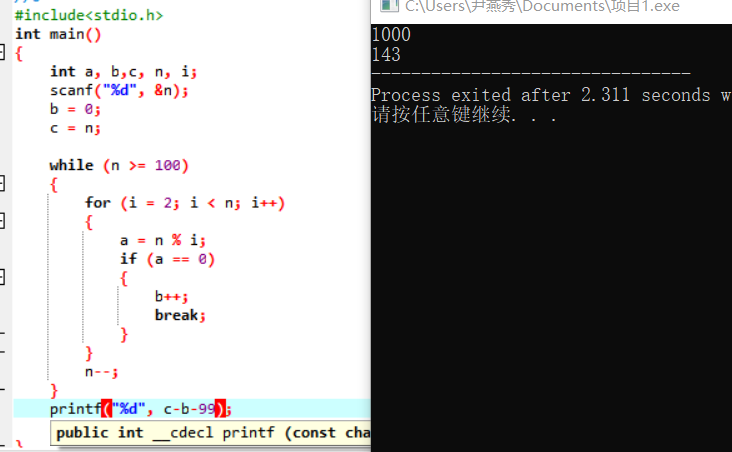 #include<stdio.h>
int main()
{
int a, b,c, n, i;
scanf("%d", &n);
b = 0;
c = n;
while (n >= 100)
{
for (i = 2; i < n; i++)
{
a = n % i;
if (a == 0)
{
b++;
break;
}
}
n--;
}
printf("%d", c-b-99);
public int __cdecl printf (const cha
}
C:\Users\尹燕秀\Documents\项目1.exe
1000
143
--------------------------------
Process exited after 2.311 seconds w
请按任意键继续. . .